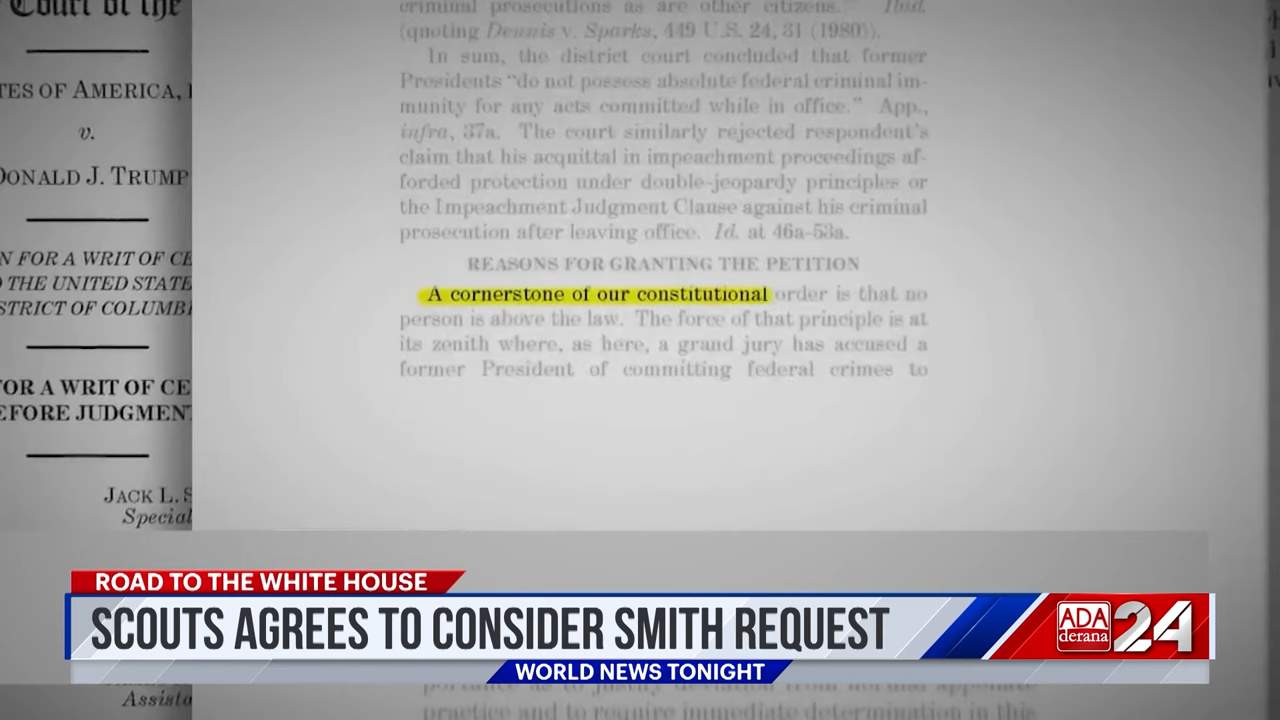 Court of the
TES OF AMERICA,
v.
DONALD J. TRUMP
N FOR A WRIT OF CE
THE UNITED STATE
STRICT OF COLUMBI
FOR A WRIT OF CE
EFORE JUDGMENT
JACK L. S
Special
Assista
criminal prosecutions as are other citizens.'" Ibid.
(quoting Dennis v. Sparks, 449 U.S. 24, 31 (1980)).
In sum, the district court concluded that former
Presidents "do not possess absolute federal criminal im-
munity for any acts committed while in office." App.,
infra, 37a. The court similarly rejected respondent's
claim that his acquittal in impeachment proceedings af-
forded protection under double-jeopardy principles or
the Impeachment Judgment Clause against his criminal
prosecution after leaving office. Id. at 46a-53a.
REASONS FOR GRANTING THE PETITION
A cornerstone of our constitutional order is that no
person is above the law. The force of that principle is at
its zenith where, as here, a grand jury has accused a
former President of committing federal crimes to
ROAD TO THE WHITE HOUSE
SCOUTS AGREES TO CONSIDER SMITH REQUEST
ADA
derana
24
WORLD NEWS TONIGHT
practice and to require immediate determination in this